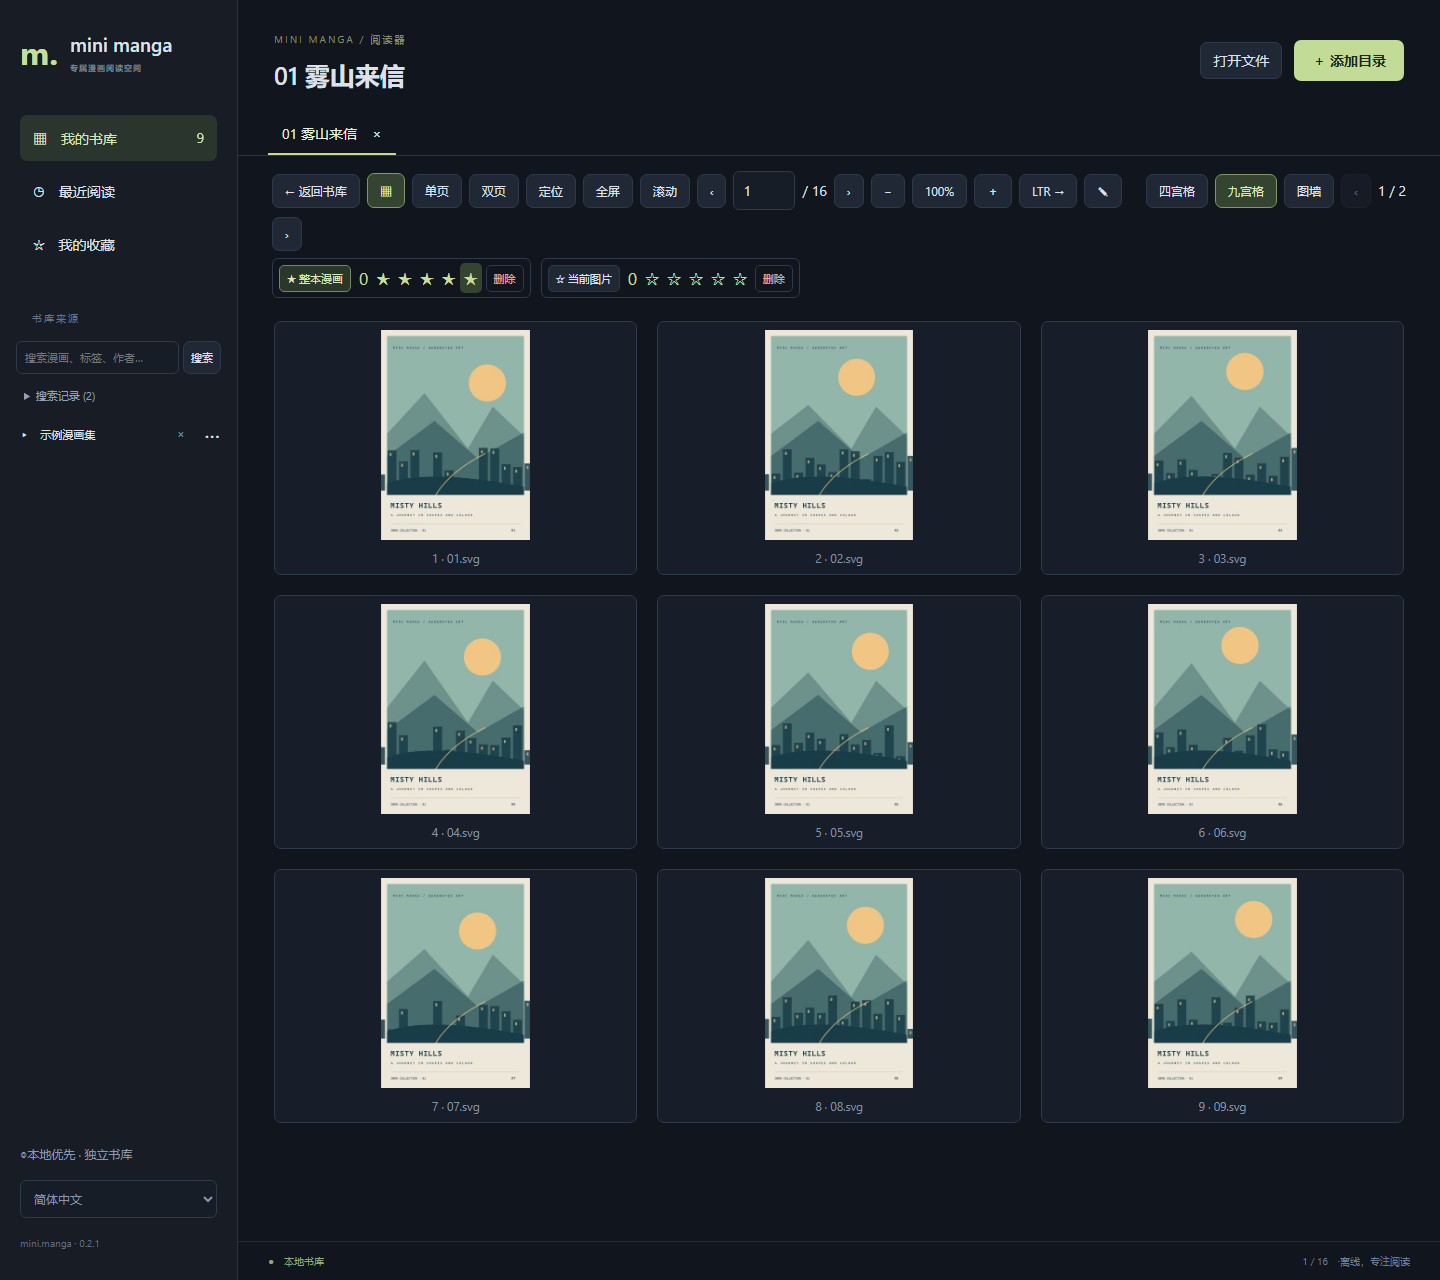 m. mini manga
专属漫画阅读空间
我的书库 9
最近阅读
我的收藏
书库来源
搜索漫画、标签、作者... 搜索
搜索记录 (2)
示例漫画集 × ...
本地优先 · 独立书库
简体中文
mini.manga · 0.2.1
MINI MANGA / 阅读器
01 雾山来信
打开文件 + 添加目录
01 雾山来信 ×
← 返回书库 单页 双页 定位 全屏 滚动 ‹ 1 / 16 › − 100% + LTR → 四宫格 九宫格 图墙 ‹ 1 / 2
›
★ 整本漫画 0 ★ ★ ★ ★ ★ 删除 ☆ 当前图片 0 ☆ ☆ ☆ ☆ ☆ 删除
MISTY HILLS
1 · 01.svg
MISTY HILLS
2 · 02.svg
MISTY HILLS
3 · 03.svg
MISTY HILLS
4 · 04.svg
MISTY HILLS
5 · 05.svg
MISTY HILLS
6 · 06.svg
MISTY HILLS
7 · 07.svg
MISTY HILLS
8 · 08.svg
MISTY HILLS
9 · 09.svg
本地书库
1 / 16 ·离线，专注阅读